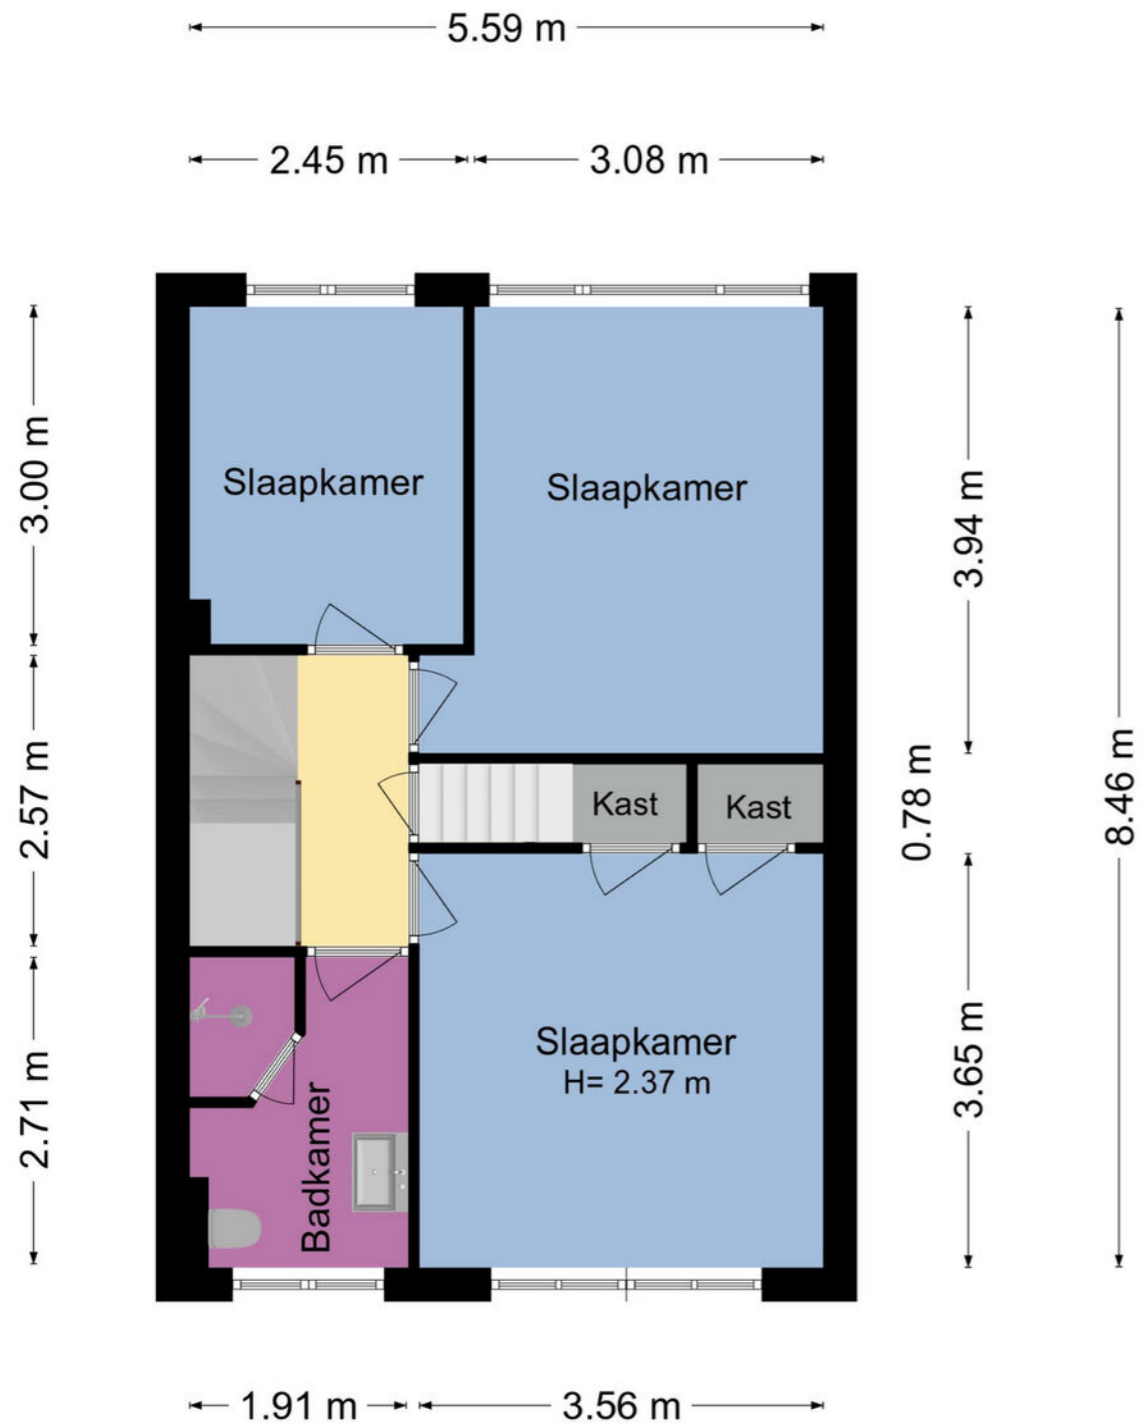 5.59 m
2.45 m
3.08 m
3.00 m
Slaapkamer
Slaapkamer
3.94 m
2.57 m
Kast
Kast
0.78 m
8.46 m
Slaapkamer
H= 2.37 m
3.65 m
2.71 m
Badkamer
1.91 m
3.56 m